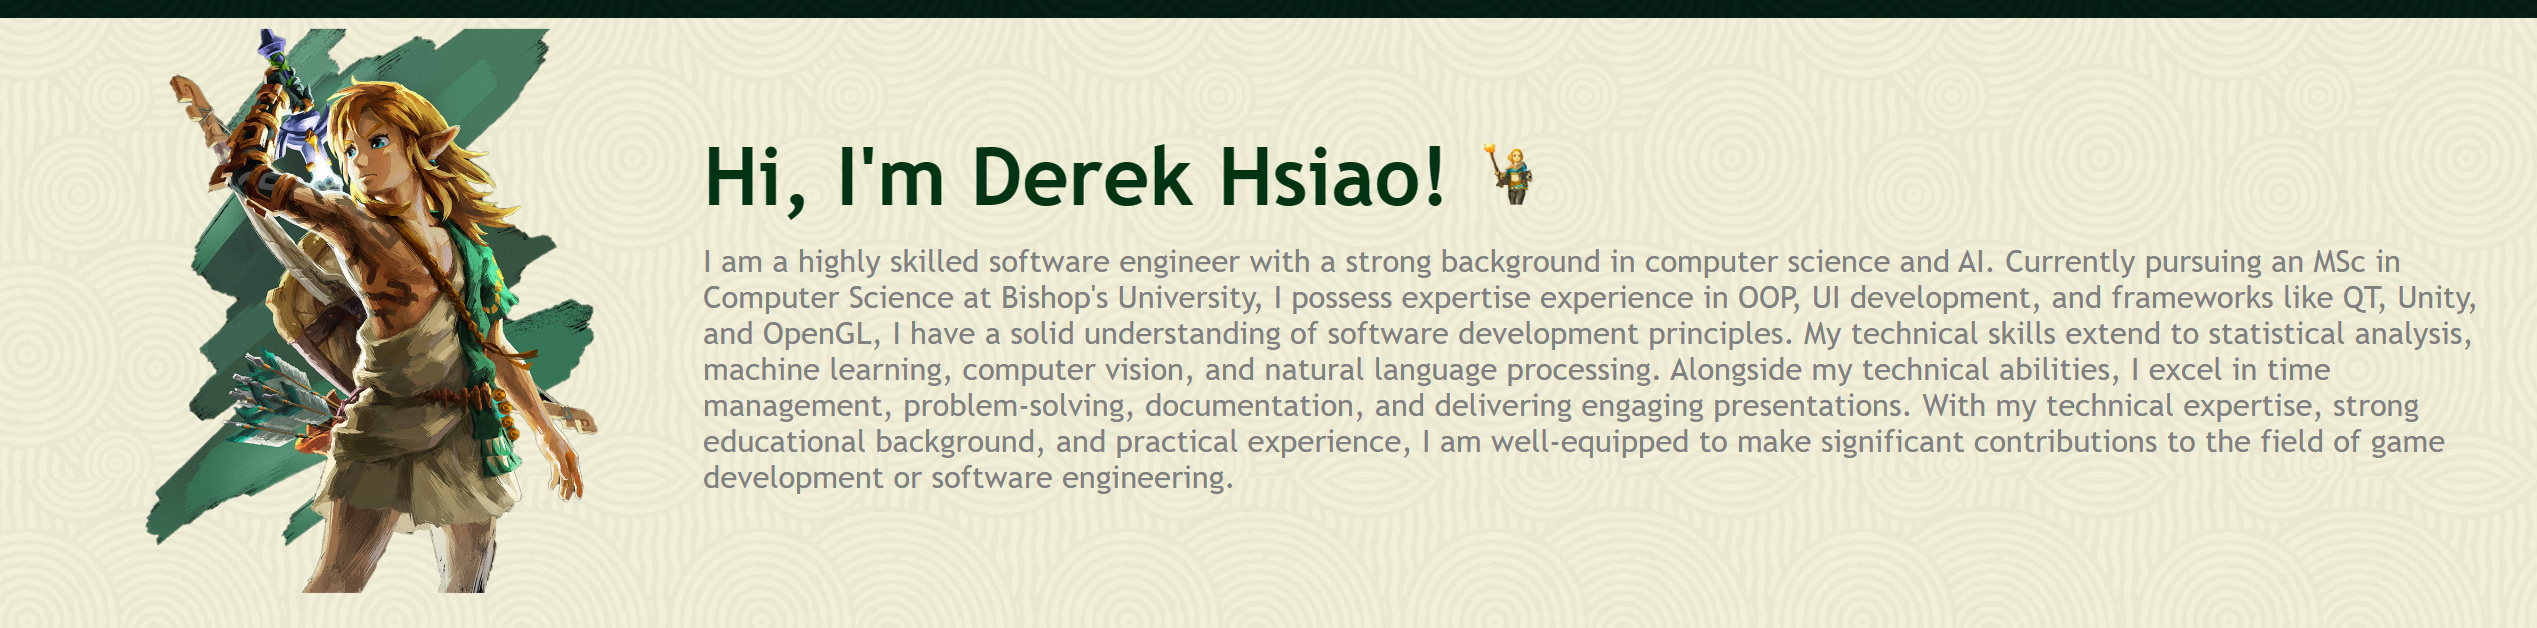 Hi, I'm Derek Hsiao!
I am a highly skilled software engineer with a strong background in computer science and AI. Currently pursuing an MSc in
Computer Science at Bishop's University, I possess expertise experience in OOP, UI development, and frameworks like QT, Unity,
and OpenGL, I have a solid understanding of software development principles. My technical skills extend to statistical analysis,
machine learning, computer vision, and natural language processing. Alongside my technical abilities, I excel in time
management, problem-solving, documentation, and delivering engaging presentations. With my technical expertise, strong
educational background, and practical experience, I am well-equipped to make significant contributions to the field of game
development or software engineering.